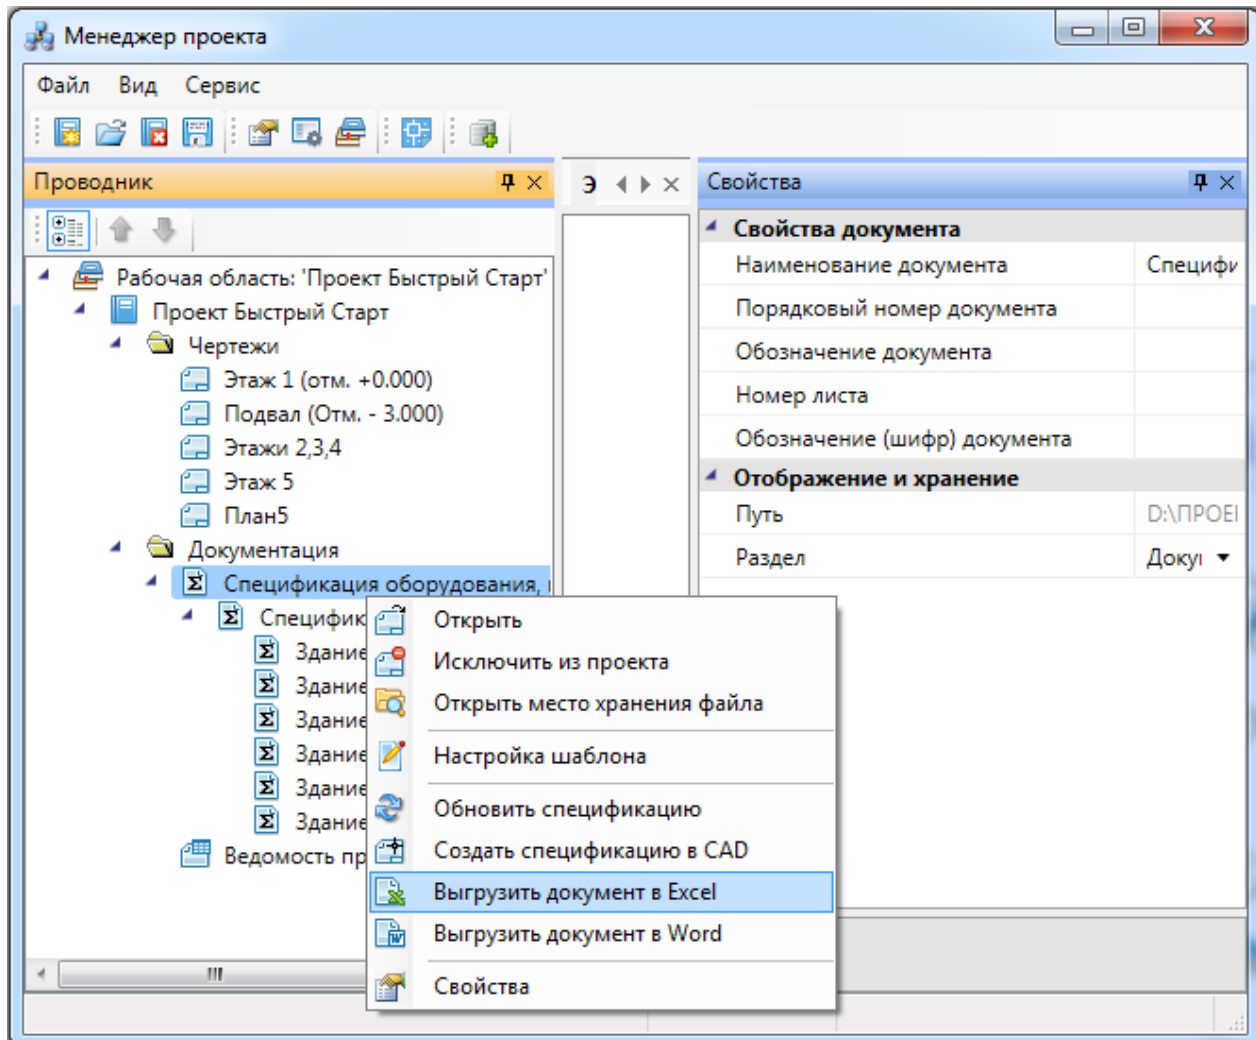 Менеджер проекта
Файл Вид Сервис
Проводник
Э
Свойства
Рабочая область: 'Проект Быстрый Старт'
Проект Быстрый Старт
Чертежи
Этаж 1 (отм. +0.000)
Подвал (Отм. - 3.000)
Этажи 2,3,4
Этаж 5
План5
Документация
Спецификация оборудования,
Специфик
Здание
Здание
Здание
Здание
Здание
Здание
Ведомость пр
Открыть
Исключить из проекта
Открыть место хранения файла
Настройка шаблона
Обновить спецификацию
Создать спецификацию в CAD
Выгрузить документ в Excel
Выгрузить документ в Word
Свойства
Свойства документа
Наименование документа Специфи
Порядковый номер документа
Обозначение документа
Номер листа
Обозначение (шифр) документа
Отображение и хранение
Путь D:\ПРОЕ
Раздел Доку